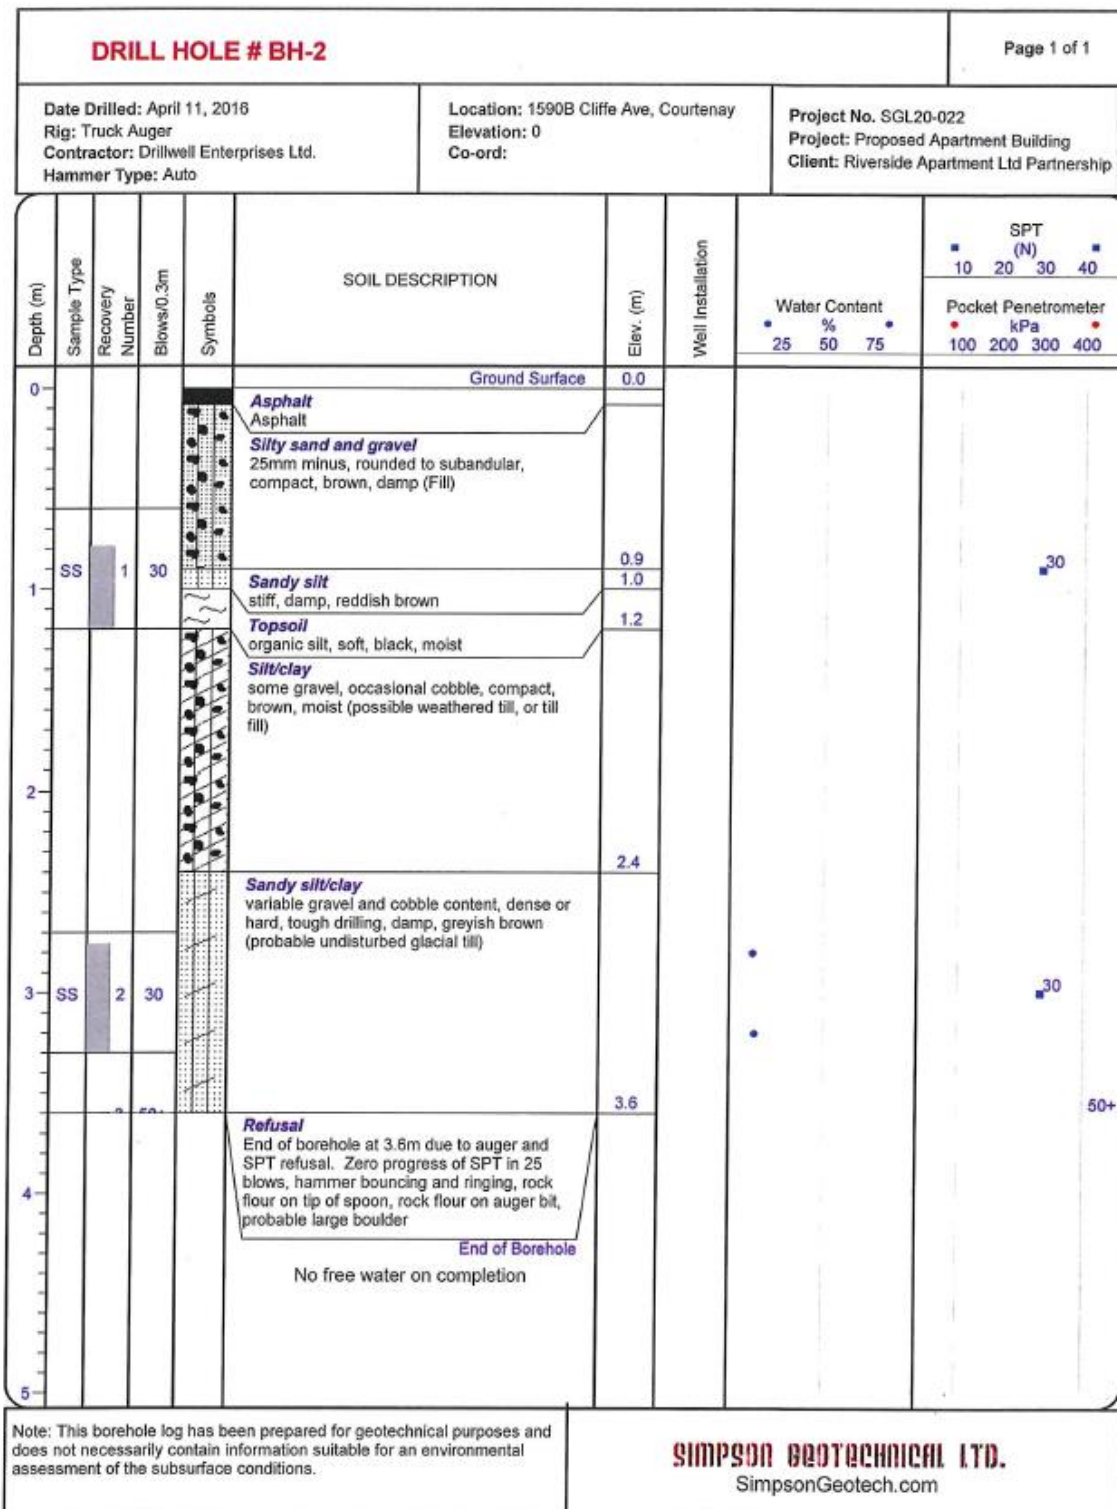 DRILL HOLE # BH-2
Page 1 of 1
Date Drilled: April 11, 2016
Rig: Truck Auger
Contractor: Drillwell Enterprises Ltd.
Hammer Type: Auto
Location: 1590B Cliffe Ave, Courtenay
Elevation: 0
Co-ord:
Project No. SGL20-022
Project: Proposed Apartment Building
Client: Riverside Apartment Ltd Partnership
Depth (m)
Sample Type
Recovery
Number
Blows/0.3m
Symbols
SOIL DESCRIPTION
Elev. (m)
Well Installation
Water Content
%
25 50 75
SPT
(N)
10 20 30 40
Pocket Penetrometer
kPa
100 200 300 400
0
Ground Surface 0.0
Asphalt
Asphalt
Silty sand and gravel
25mm minus, rounded to subandular,
compact, brown, damp (Fill)
0.9
SS 1 30
30
1
1.0
Sandy silt
stiff, damp, reddish brown
1.2
Topsoil
organic silt, soft, black, moist
Silt/clay
some gravel, occasional cobble, compact,
brown, moist (possible weathered till, or till
fill)
2
2.4
Sandy silt/clay
variable gravel and cobble content, dense or
hard, tough drilling, damp, greyish brown
(probable undisturbed glacial till)
3 SS 2 30
30
3 50+
3.6
50+
Refusal
End of borehole at 3.6m due to auger and
SPT refusal. Zero progress of SPT in 25
blows, hammer bouncing and ringing, rock
flour on tip of spoon, rock flour on auger bit,
probable large boulder
4
End of Borehole
No free water on completion
5
Note: This borehole log has been prepared for geotechnical purposes and
does not necessarily contain information suitable for an environmental
assessment of the subsurface conditions.
SIMPSON GEOTECHNICAL LTD.
SimpsonGeotech.com